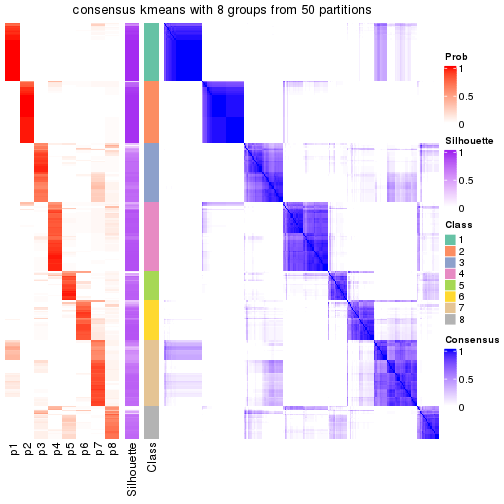 consensus kmeans with 8 groups from 50 partitions
Prob
1
0.5
0
Silhouette
1
0.5
0
Class
1
2
3
4
5
6
7
8
Consensus
1
0.5
0
p1
p2
p3
p4
p5
p6
p7
p8
Silhouette
Class